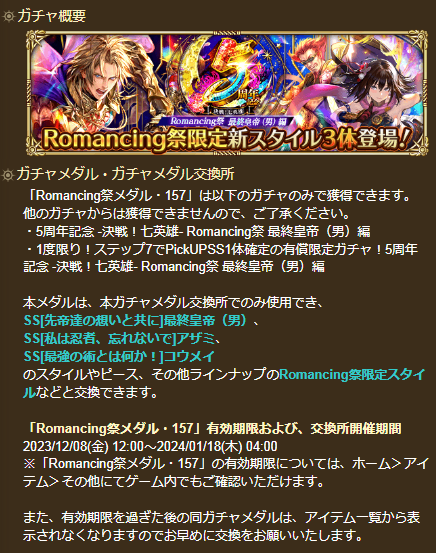 ガチャ概要
5
周年
決戦！七英雄
Romancing祭 最終皇帝（男）編
Romancing祭限定新スタイル3体登場！
ガチャメダル・ガチャメダル交換所
「Romancing祭メダル・157」は以下のガチャのみで獲得できます。
他のガチャからは獲得できませんので、ご了承ください。
・5周年記念 -決戦！七英雄- Romancing祭 最終皇帝（男）編
・1度限り！ステップ7でPickUPSS1体確定の有償限定ガチャ！5周年
記念 -決戦！七英雄- Romancing祭 最終皇帝（男）編
本メダルは、本ガチャメダル交換所でのみ使用でき、
SS[先帝達の想いと共に]最終皇帝（男）、
SS[私は忍者、忘れないで]アザミ、
SS[最強の術とは何か！]コウメイ
のスタイルやピース、その他ラインナップのRomancing祭限定スタイ
ルなどと交換できます。
「Romancing祭メダル・157」有効期限および、交換所開催期間
2023/12/08(金) 12:00～2024/01/18(木) 04:00
※「Romancing祭メダル・157」の有効期限については、ホーム＞アイ
テム＞その他にてゲーム内でもご確認いただけます。
また、有効期限を過ぎた後の同ガチャメダルは、アイテム一覧から表
示されなくなりますのでお早めに交換をお願いいたします。